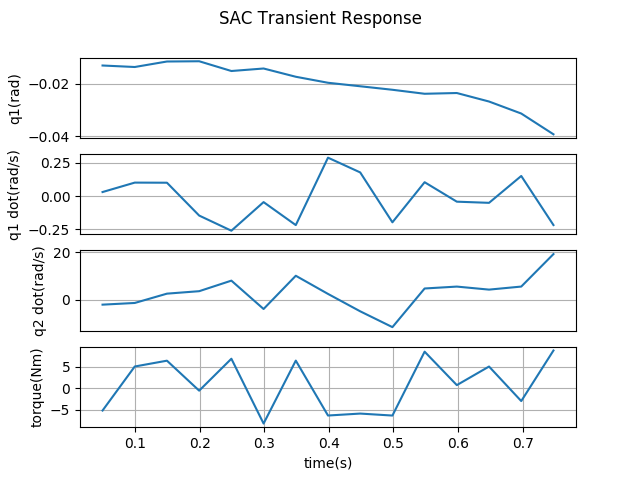 SAC Transient Response
q1(rad)
−0.02
−0.04
q1 dot(rad/s)
0.25
0.00
−0.25
q2 dot(rad/s)
20
0
torque(Nm)
5
0
−5
0.1 0.2 0.3 0.4 0.5 0.6 0.7
time(s)